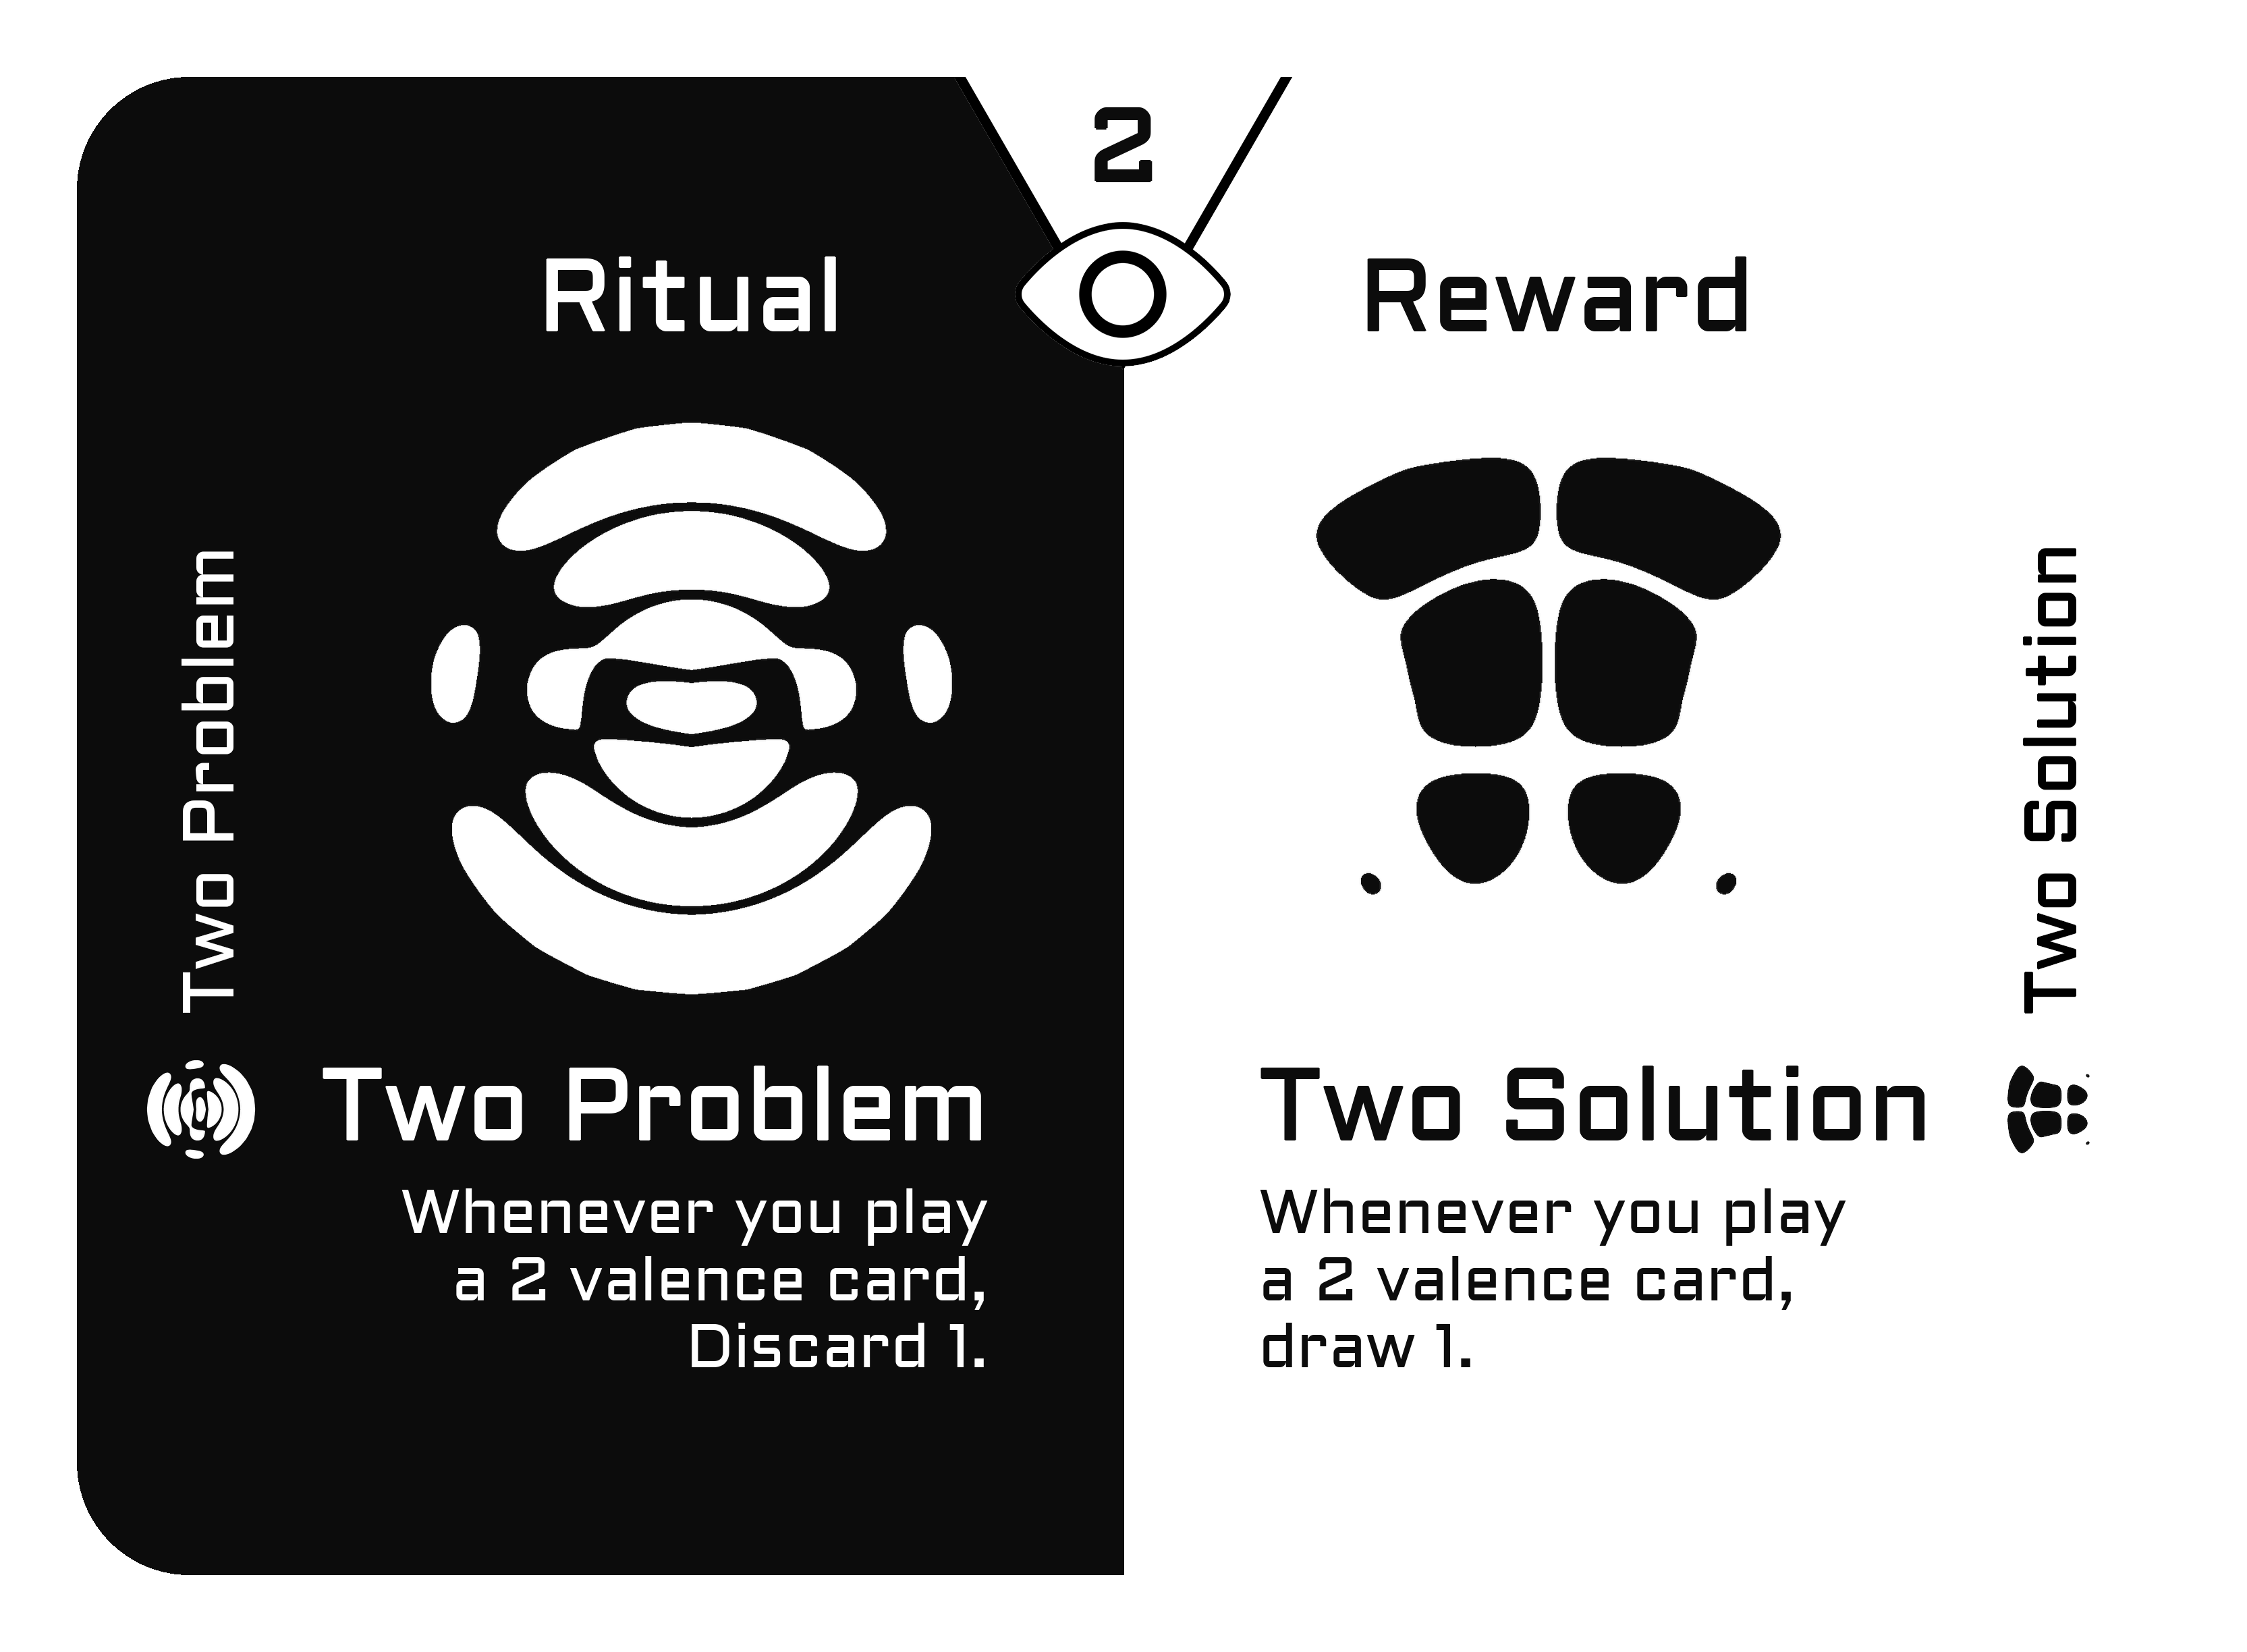 2
Ritual
Two Problem
Two Problem
Whenever you play
a 2 valence card,
Discard 1.
Reward
Two Solution
Whenever you play
a 2 valence card,
draw 1.
Two Solution